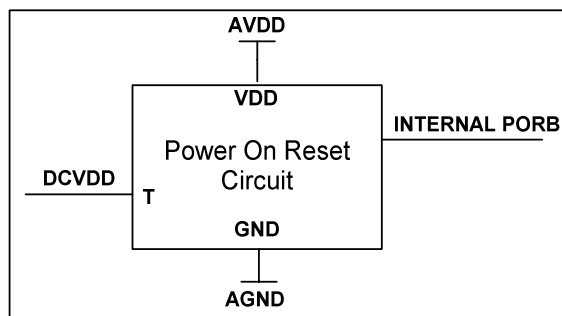 AVDD
VDD
INTERNAL PORB
Power On Reset
Circuit
DCVDD
T
GND
AGND